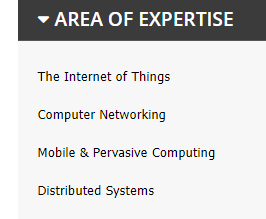 AREA OF EXPERTISE
The Internet of Things
Computer Networking
Mobile & Pervasive Computing
Distributed Systems